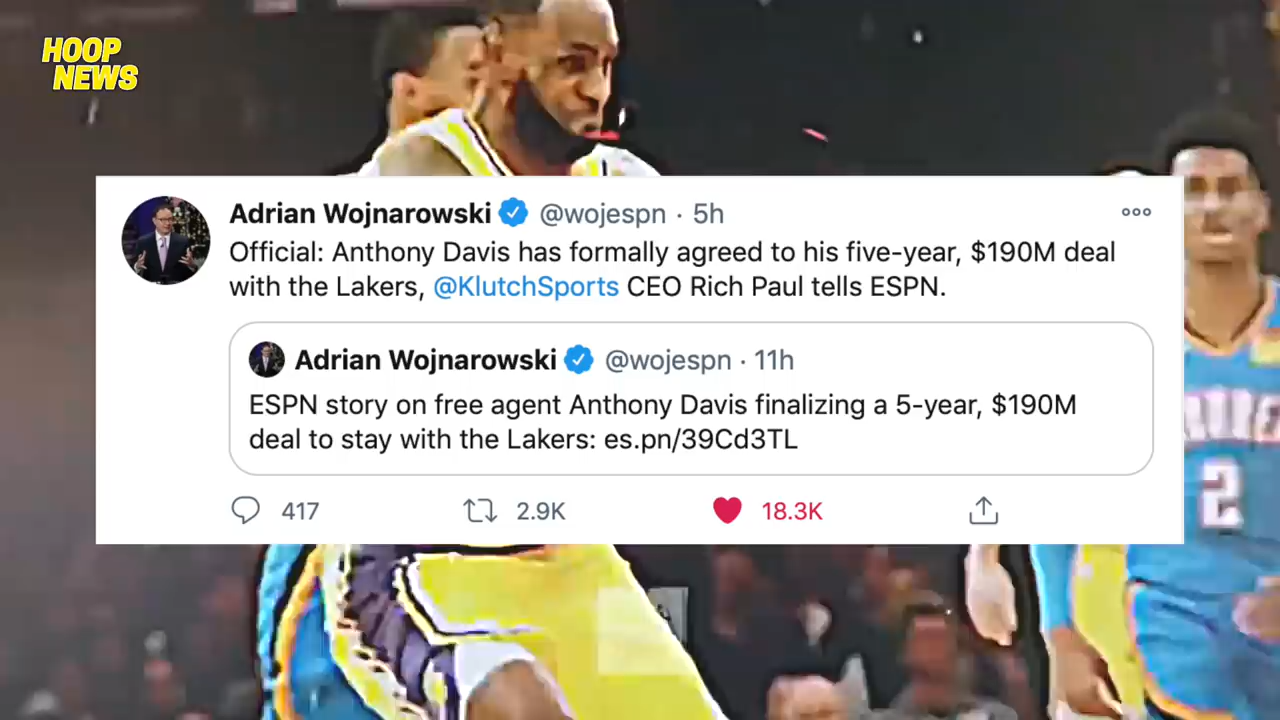 HOOP
NEWS
Adrian Wojnarowski @wojespn · 5h
Official: Anthony Davis has formally agreed to his five-year, $190M deal
with the Lakers, @KlutchSports CEO Rich Paul tells ESPN.
Adrian Wojnarowski @wojespn · 11h
ESPN story on free agent Anthony Davis finalizing a 5-year, $190M
deal to stay with the Lakers: es.pn/39Cd3TL
417 2.9K 18.3K
2